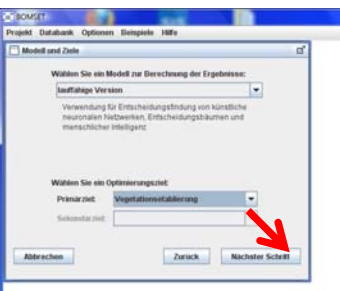 BOMSET
Projekt Databank Optionen Beispiele Hilfe
Modell und Ziele
Wählen Sie ein Modell zur Berechnung der Ergebnisse:
lauffähige Version
Verwendung für Entscheidungsfindung von künstliche
neuronalen Netzwerken, Entscheidungsbäumen und
menschlicher Intelligenz
Wählen Sie ein Optimierungsziel:
Primärziel: Vegetationsetablierung
Sekundärziel:
Abbrechen Zurück Nächster Schritt